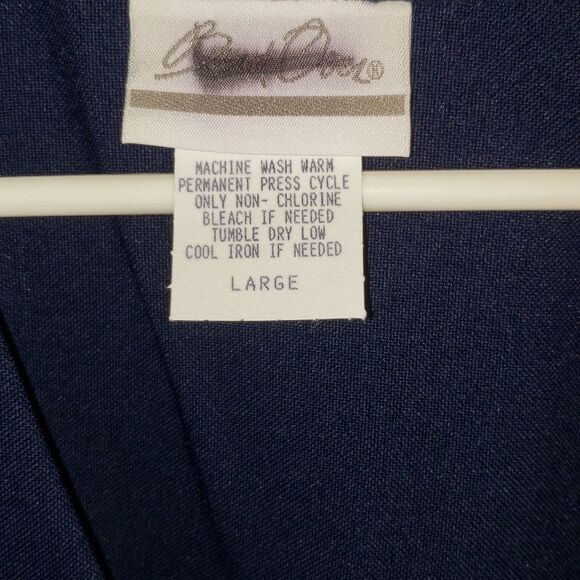 MACHINE WASH WARM
PERMANENT PRESS CYCLE
ONLY NON- CHLORINE
BLEACH IF NEEDED
TUMBLE DRY LOW
COOL IRON IF NEEDED
LARGE